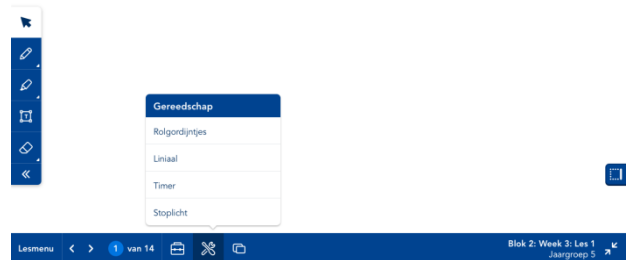 T
Gereedschap
Rolgordijntjes
Liniaal
Timer
Stoplicht
Lesmenu
1 van 14
Blok 2: Week 3: Les 1
Jaargroep 5